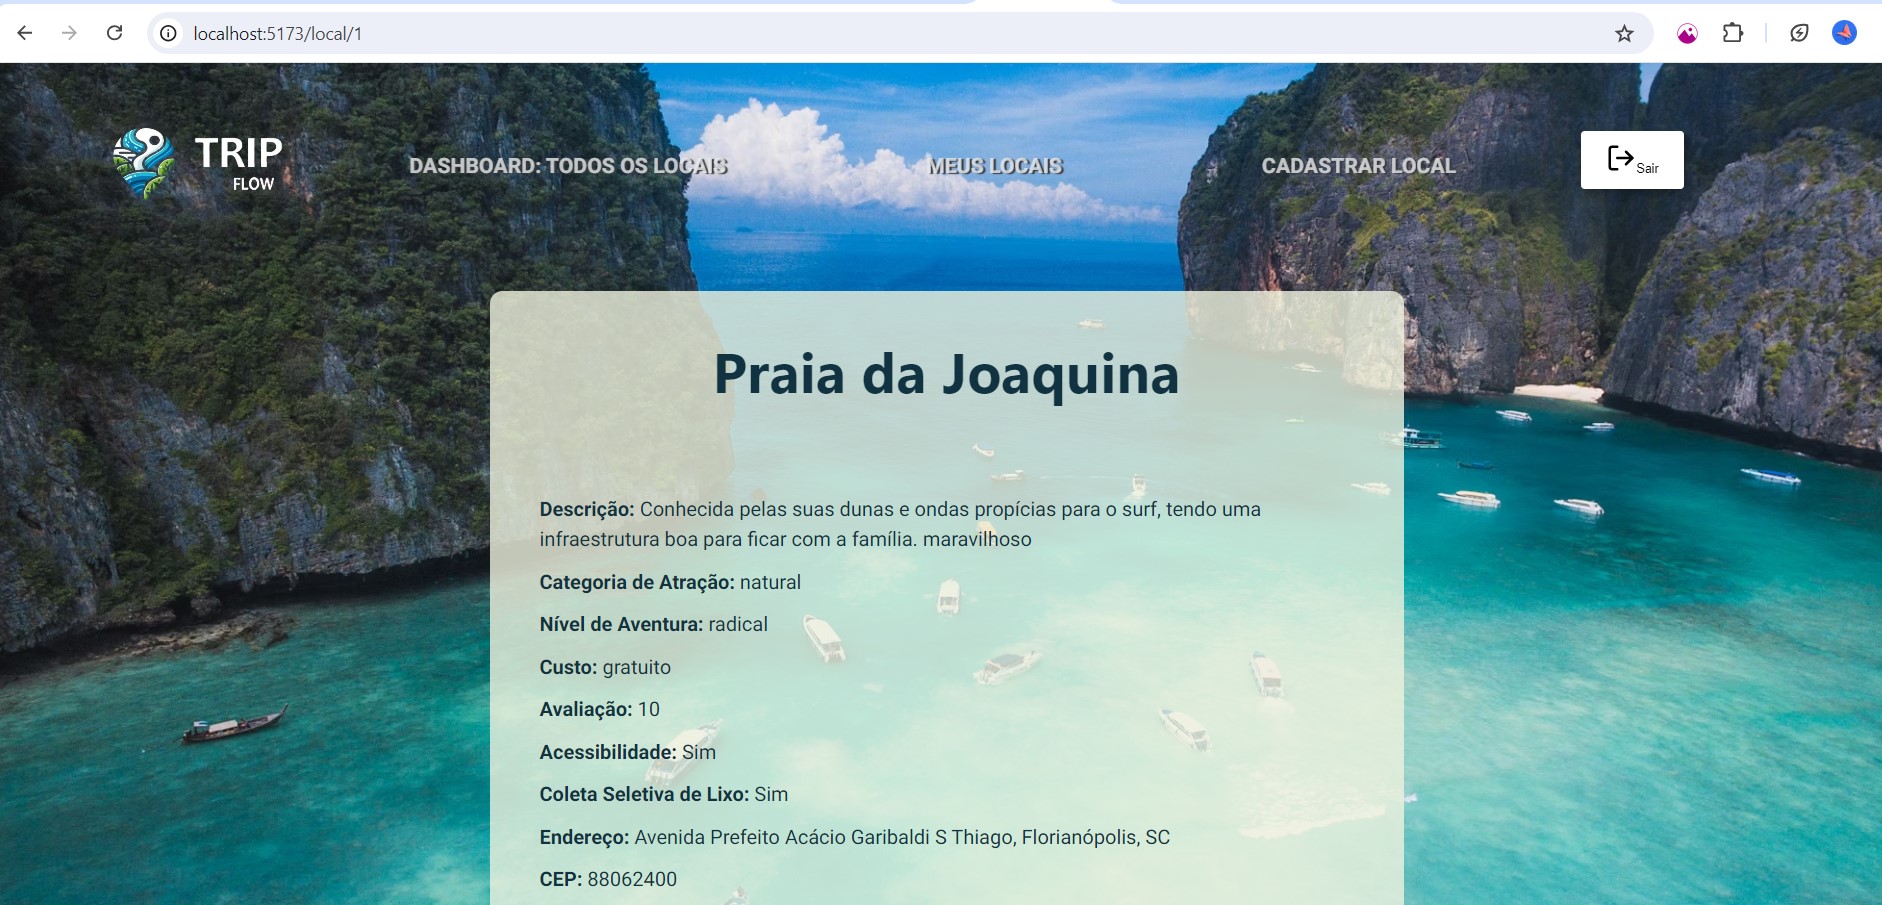 localhost:5173/local/1
TRIP
FLOW
DASHBOARD: TODOS OS LOCAIS
MEUS LOCAIS
CADASTRAR LOCAL
Sair
Praia da Joaquina
Descrição: Conhecida pelas suas dunas e ondas propícias para o surf, tendo uma
infraestrutura boa para ficar com a família. maravilhoso
Categoria de Atração: natural
Nível de Aventura: radical
Custo: gratuito
Avaliação: 10
Acessibilidade: Sim
Coleta Seletiva de Lixo: Sim
Endereço: Avenida Prefeito Acácio Garibaldi S Thiago, Florianópolis, SC
CEP: 88062400